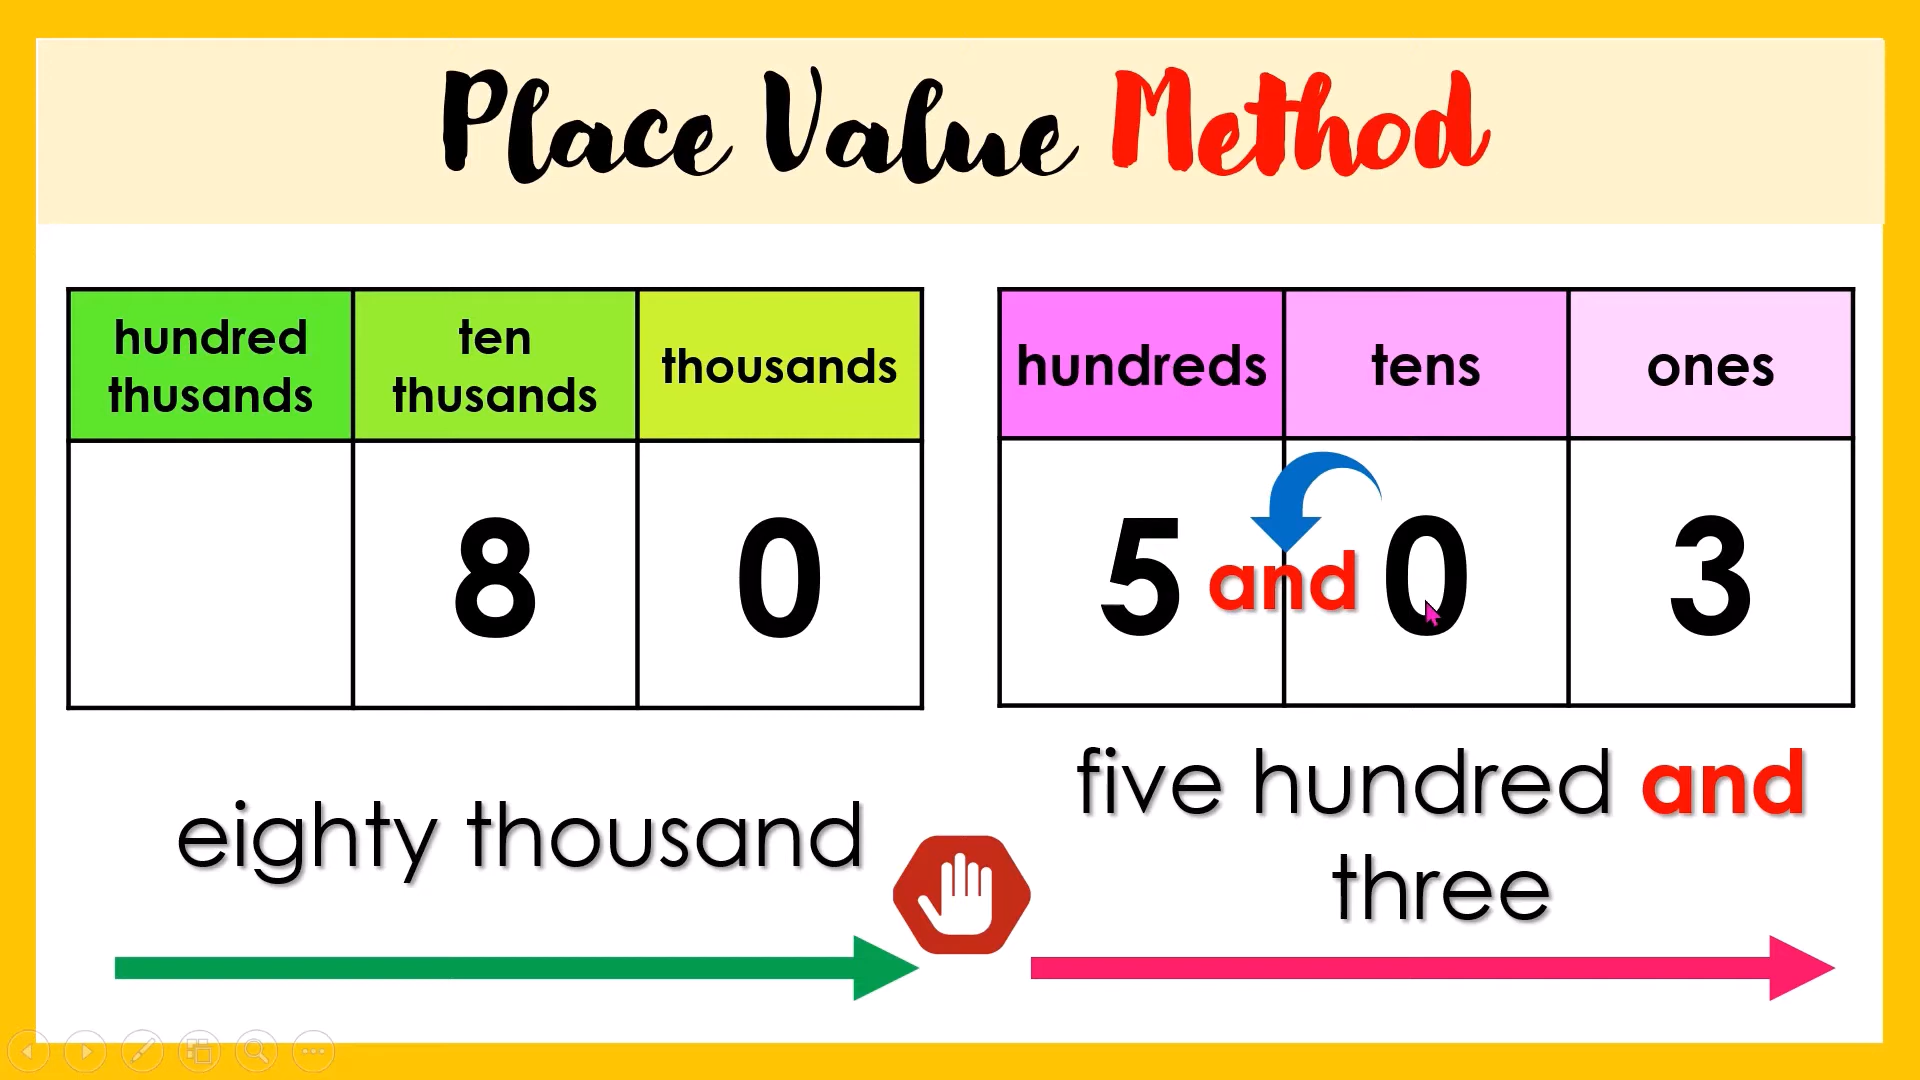 Place Value Method
hundred
thusands
ten
thusands
thousands
hundreds
tens
ones
8
0
5 and 0
3
eighty thousand
five hundred and
three